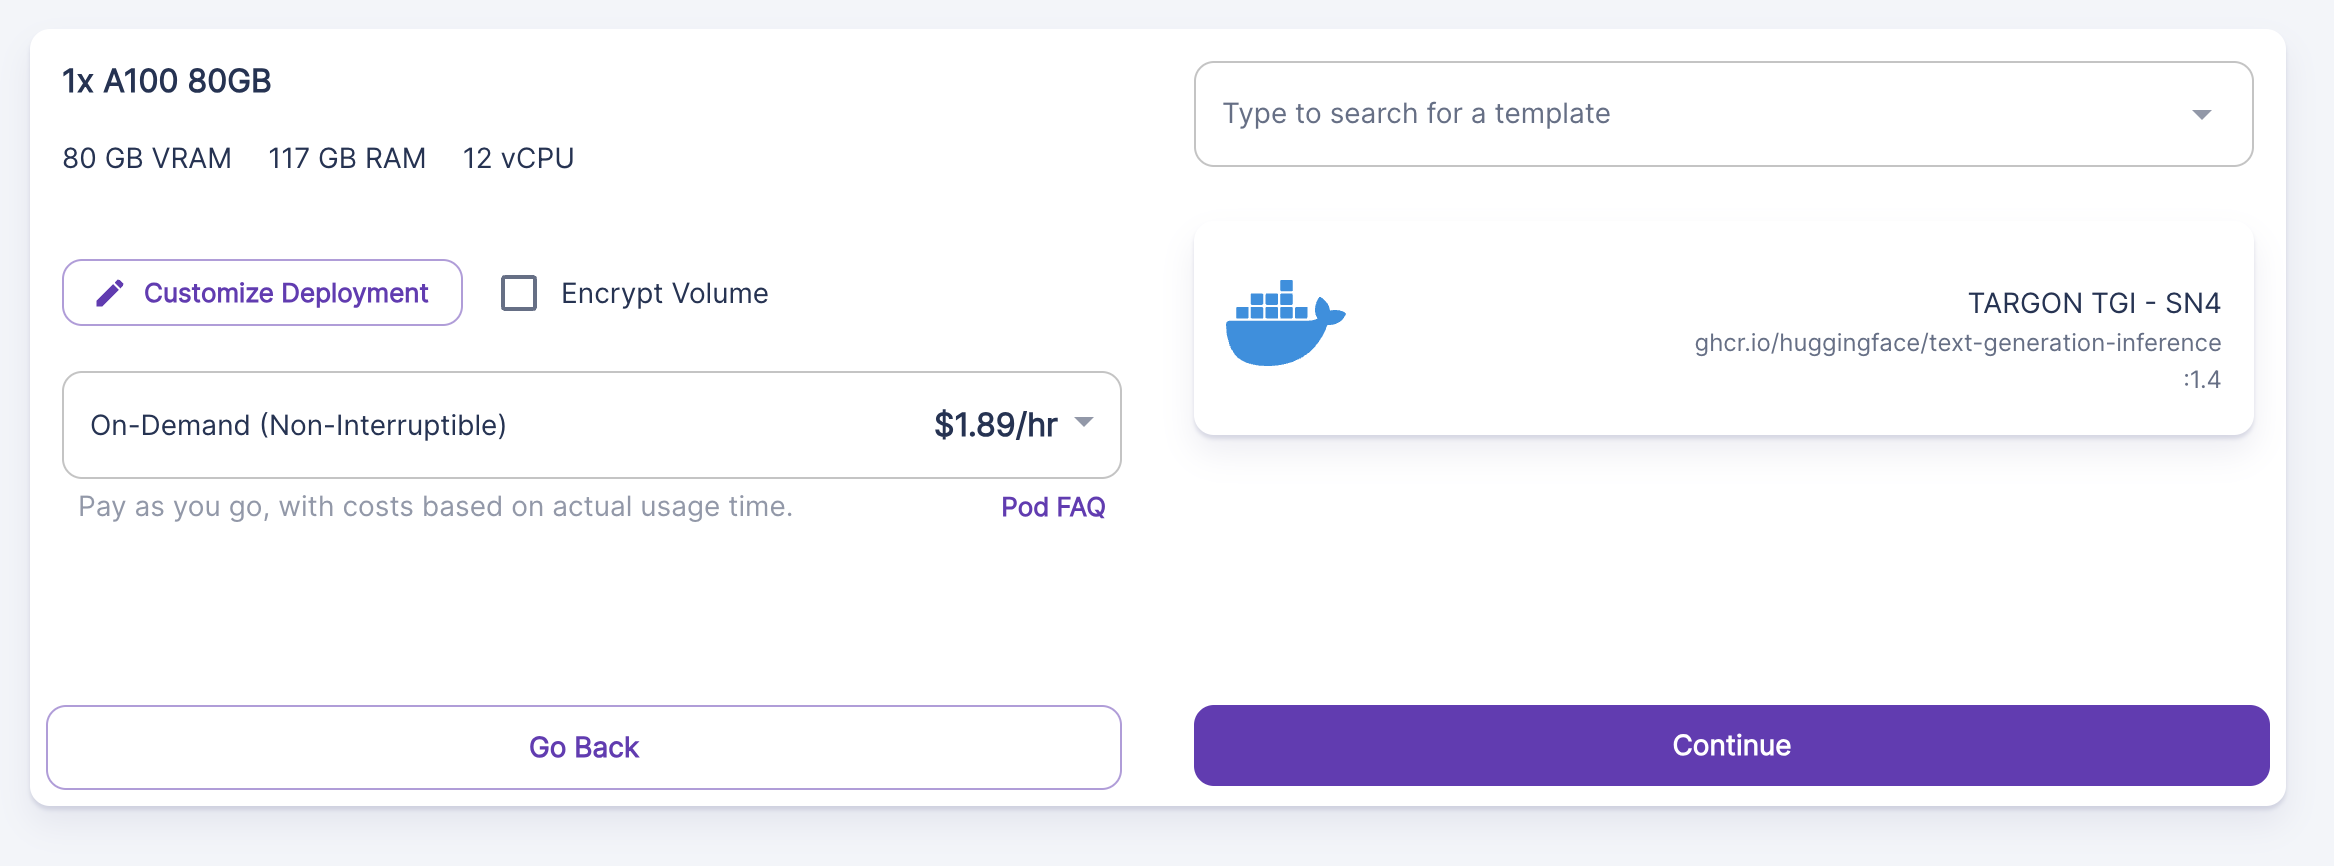 1x A100 80GB
80 GB VRAM 117 GB RAM 12 vCPU
Customize Deployment Encrypt Volume
On-Demand (Non-Interruptible) $1.89/hr
Pay as you go, with costs based on actual usage time. Pod FAQ
Type to search for a template
TARGON TGI - SN4
ghcr.io/huggingface/text-generation-inference
:1.4
Go Back
Continue